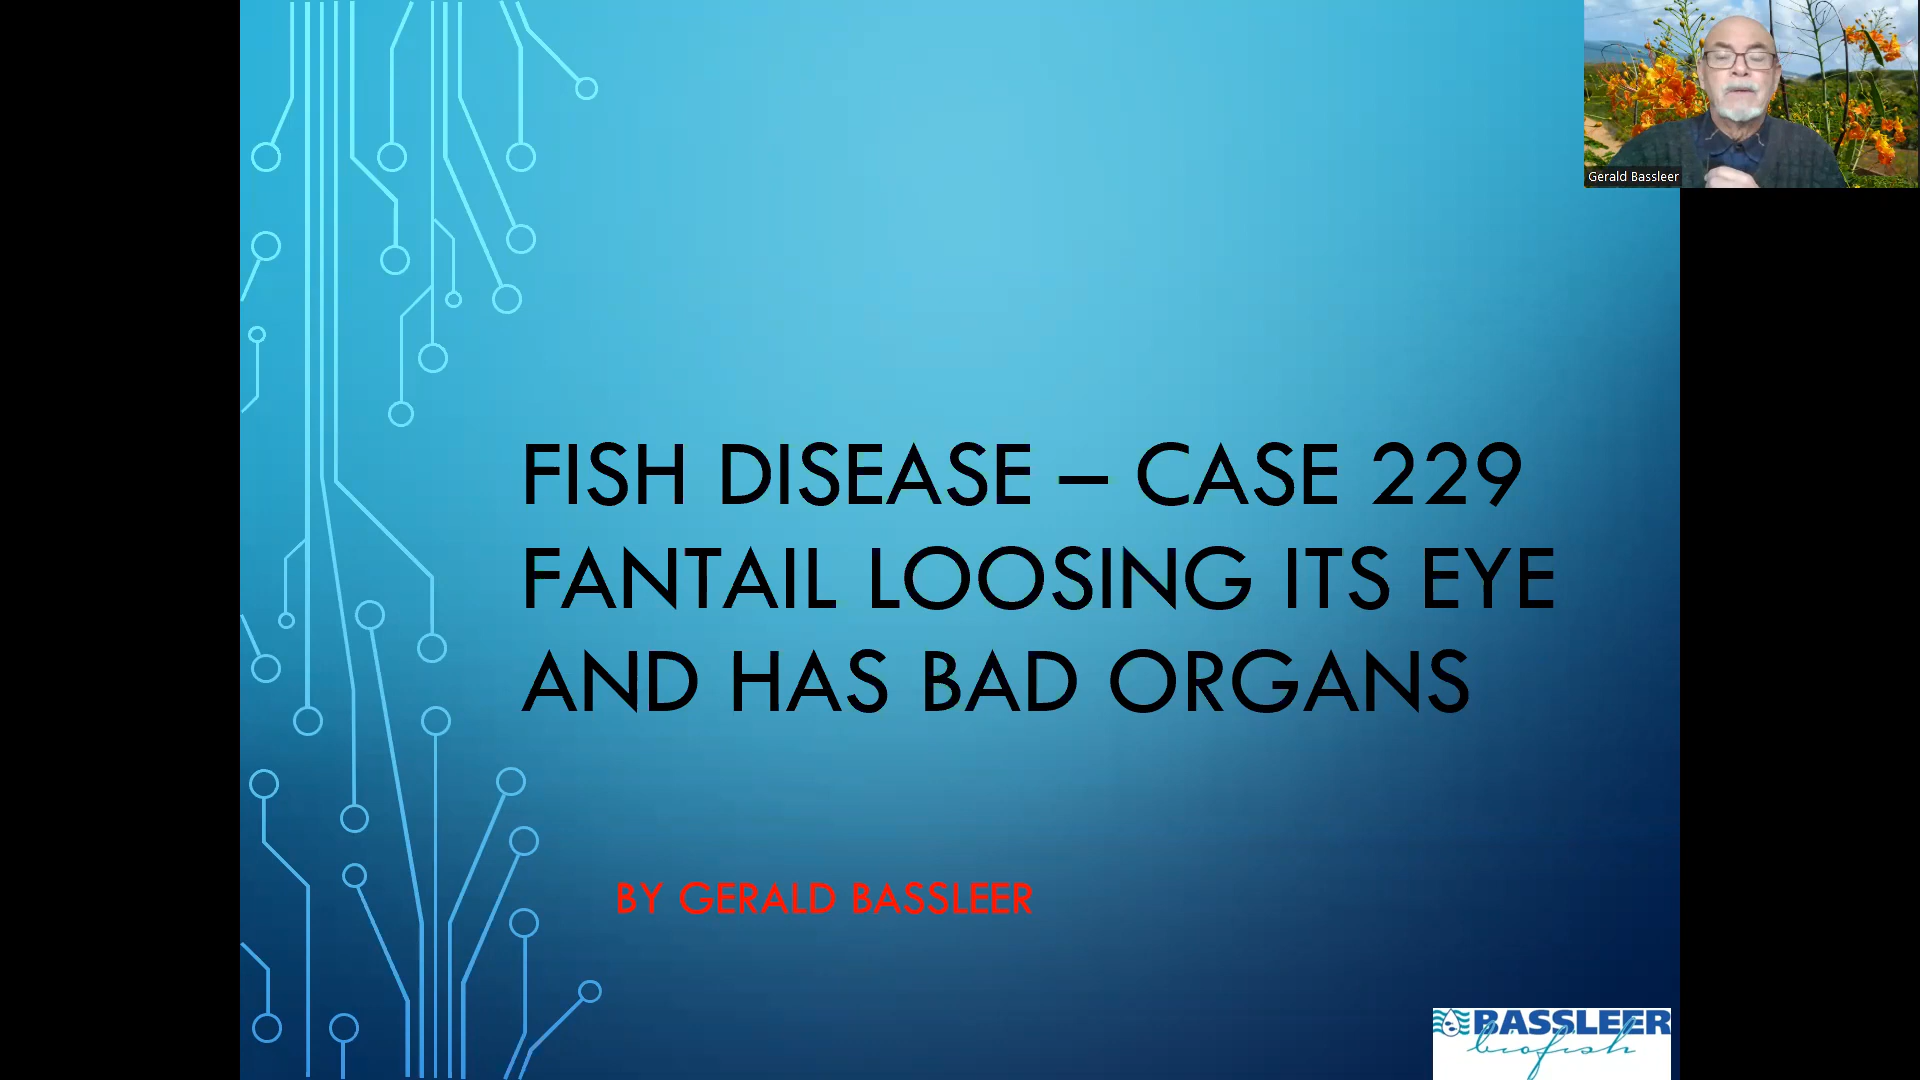 Gerald Bassleer
FISH DISEASE – CASE 229
FANTAIL LOOSING ITS EYE
AND HAS BAD ORGANS
BY GERALD BASSLEER
BASSLEER
biofish